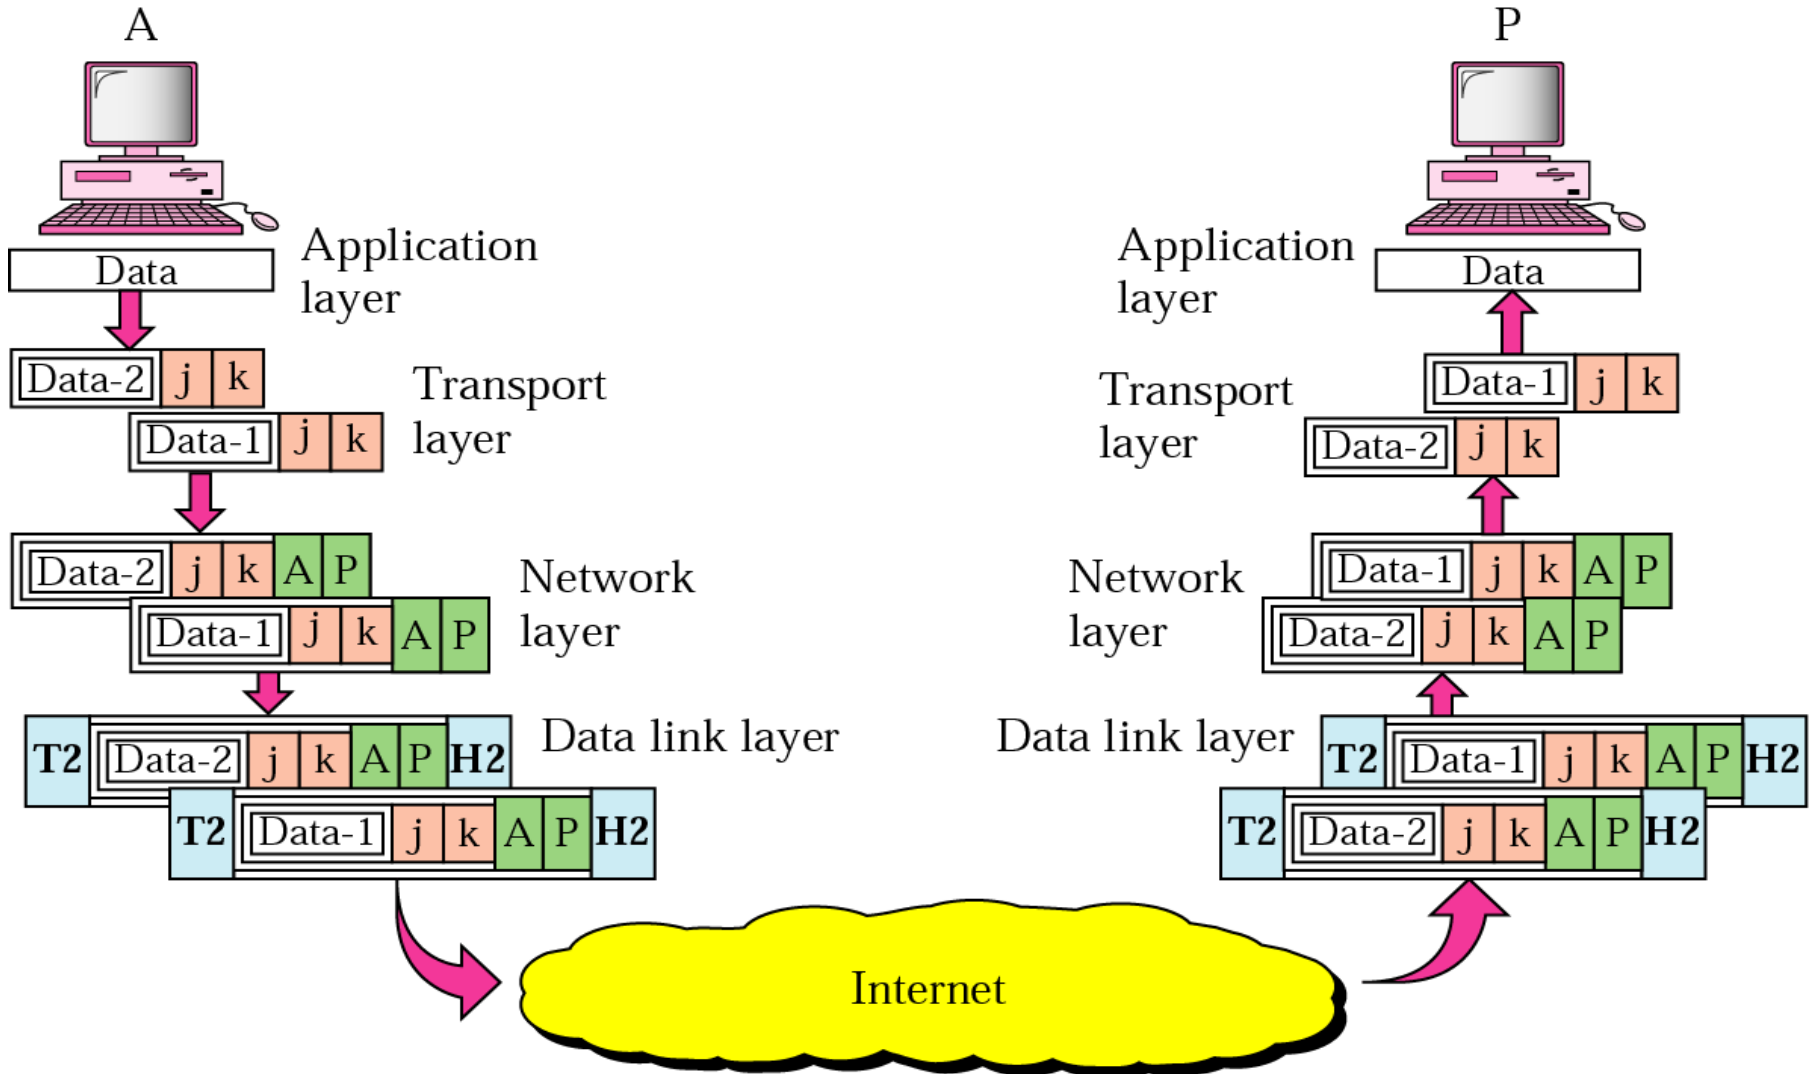 A
P
Application
layer
Application
layer
Data
Data
Data-2 j k
Transport
layer
Data-1 j k
Transport
layer
Data-1 j k
Data-2 j k
Data-2 j k A P
Network
layer
Data-1 j k A P
Network
layer
Data-1 j k A P
Data-2 j k A P
T2 Data-2 j k A P H2
Data link layer
T2 Data-1 j k A P H2
Data link layer
T2 Data-1 j k A P H2
T2 Data-2 j k A P H2
Internet